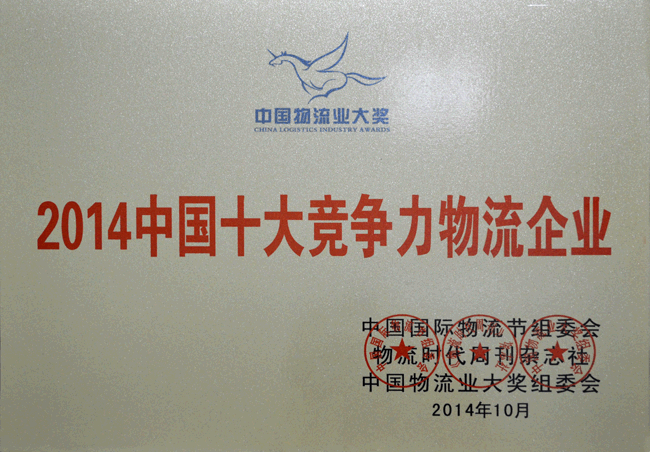 中国物流业大奖
CHINA LOGISTICS INDUSTRY AWARDS
2014中国十大竞争力物流企业
中国国际物流节组委会
物流时代周刊杂志社
中国物流业大奖组委会
2014年10月